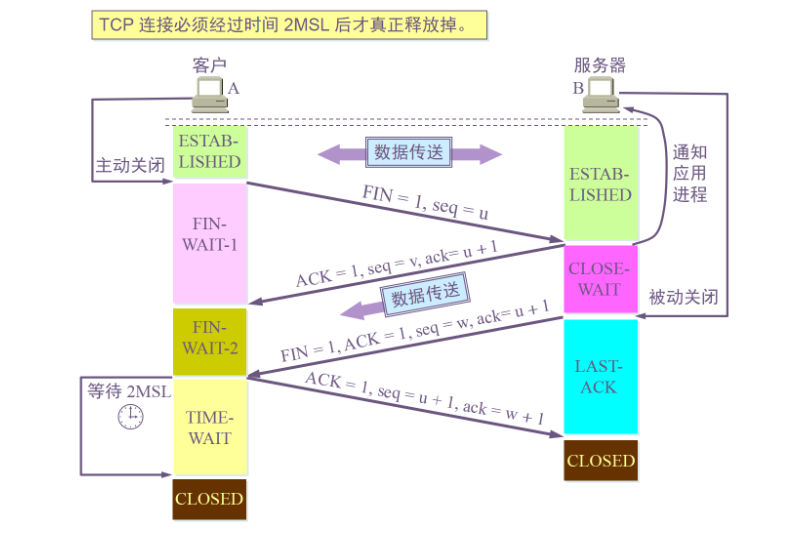 TCP 连接必须经过时间 2MSL 后才真正释放掉。
客户
A
服务器
B
ESTAB-
LISHED
数据传送
通知
应用
进程
主动关闭
ESTAB-
LISHED
FIN = 1, seq = u
FIN-
WAIT-1
ACK = 1, seq = v, ack= u + 1
CLOSE-
WAIT
数据传送
被动关闭
FIN-
WAIT-2
FIN = 1, ACK = 1, seq = w, ack= u + 1
LAST-
ACK
等待 2MSL
ACK = 1, seq = u + 1, ack = w + 1
TIME-
WAIT
CLOSED
CLOSED